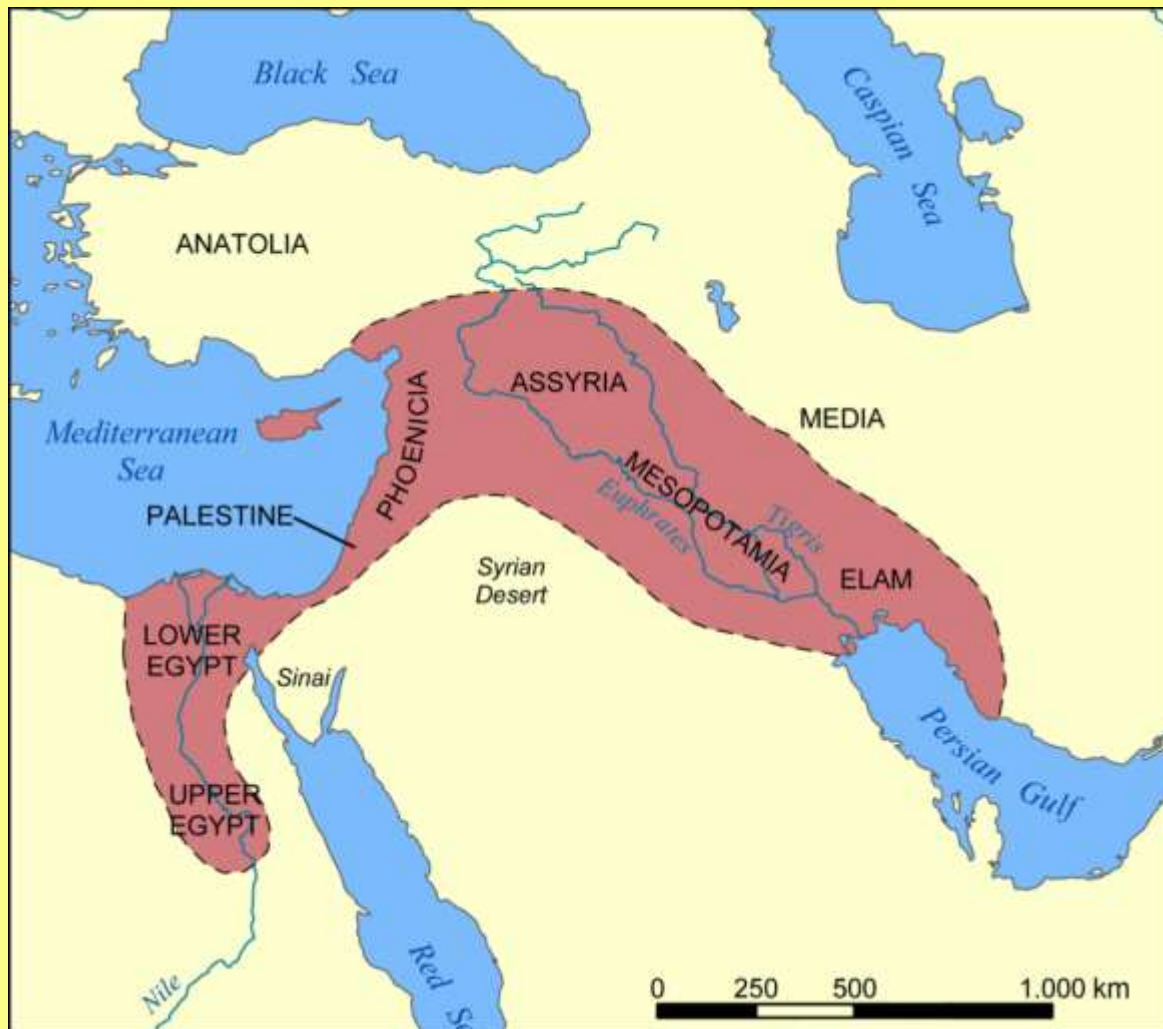 Black Sea
Caspian
Sea
ANATOLIA
ASSYRIA
MEDIA
PHOENICIA
Mediterranean
Sea
MESOPOTAMIA
PALESTINE
Euphrates
Tigris
Syrian
Desert
ELAM
LOWER
EGYPT
Sinai
Persian Gulf
UPPER
EGYPT
Red Se
Nile
0 250 500 1.000 km